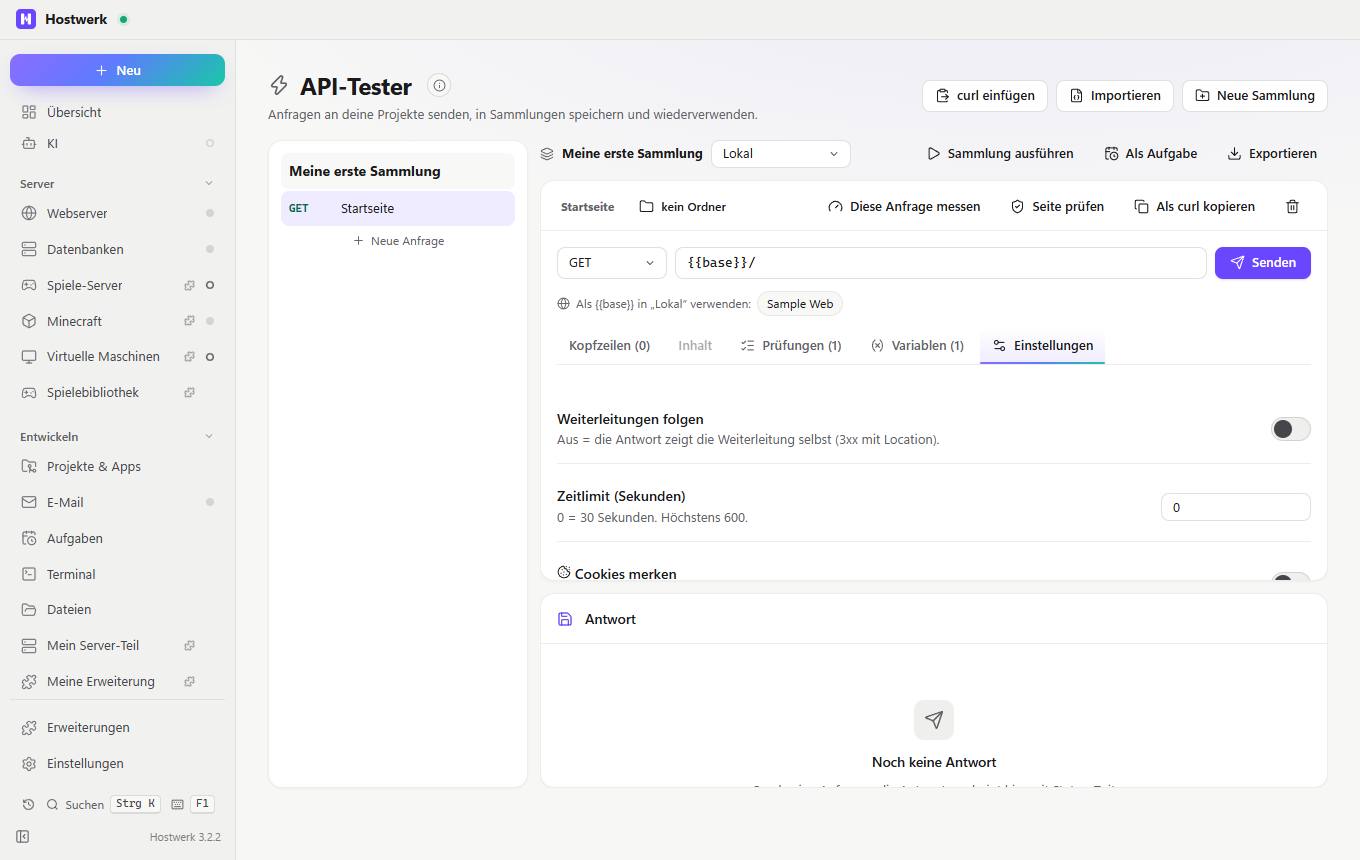 Hostwerk
Neu
Übersicht
KI
Server
Webserver
Datenbanken
Spiele-Server
Minecraft
Virtuelle Maschinen
Spielebibliothek
Entwickeln
Projekte & Apps
E-Mail
Aufgaben
Terminal
Dateien
Mein Server-Teil
Meine Erweiterung
Erweiterungen
Einstellungen
Suchen Strg K F1
Hostwerk 3.2.2
API-Tester
Anfragen an deine Projekte senden, in Sammlungen speichern und wiederverwenden.
curl einfügen
Importieren
Neue Sammlung
Meine erste Sammlung
GET Startseite
Neue Anfrage
Meine erste Sammlung
Lokal
Sammlung ausführen
Als Aufgabe
Exportieren
Startseite
kein Ordner
Diese Anfrage messen
Seite prüfen
Als curl kopieren
GET
{{base}}/
Senden
Als {{base}} in „Lokal“ verwenden: Sample Web
Kopfzeilen (0)
Inhalt
Prüfungen (1)
Variablen (1)
Einstellungen
Weiterleitungen folgen
Aus = die Antwort zeigt die Weiterleitung selbst (3xx mit Location).
Zeitlimit (Sekunden)
0 = 30 Sekunden. Höchstens 600.
0
Cookies merken
Antwort
Noch keine Antwort